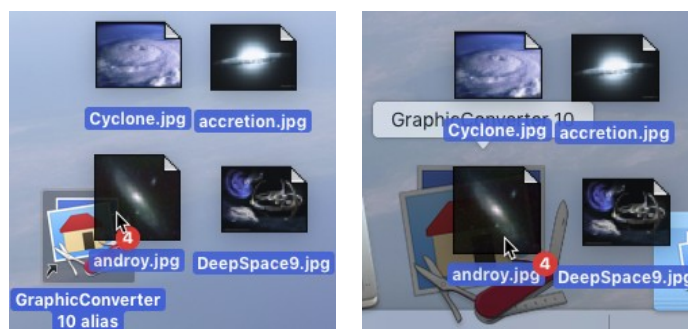 Cyclone.jpg
accretion.jpg
4
androy.jpg
DeepSpace9.jpg
GraphicConverter
10 alias
GraphicConverter 10
Cyclone.jpg
accretion.jpg
androy.jpg
4
DeepSpace9.jpg